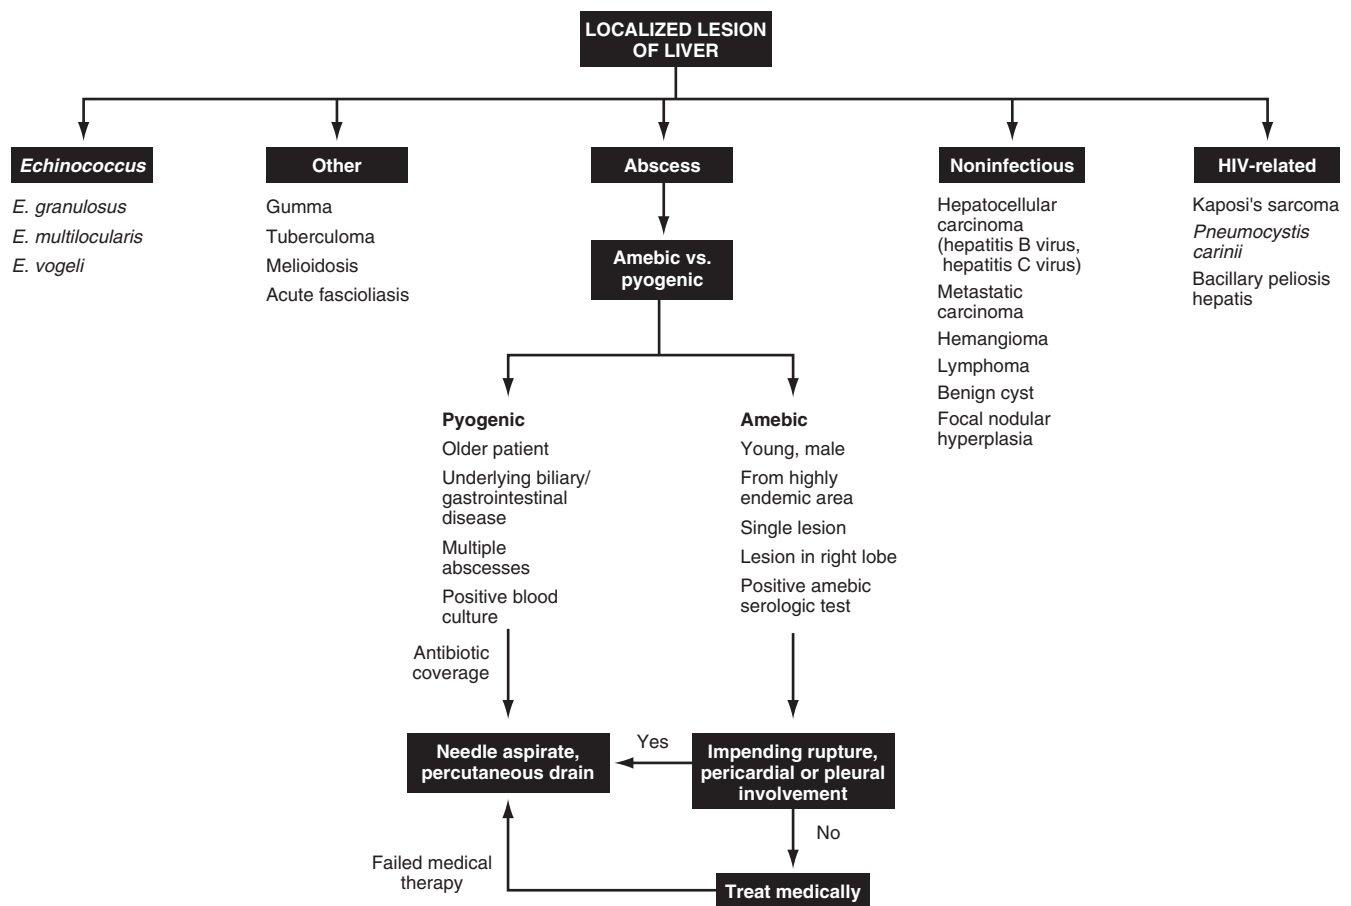 LOCALIZED LESION
OF LIVER
Echinococcus
E. granulosus
E. multilocularis
E. vogeli
Other
Gumma
Tuberculoma
Melioidosis
Acute fascioliasis
Abscess
Amebic vs.
pyogenic
Noninfectious
Hepatocellular
carcinoma
(hepatitis B virus,
hepatitis C virus)
Metastatic
carcinoma
Hemangioma
Lymphoma
Benign cyst
Focal nodular
hyperplasia
HIV-related
Kaposi's sarcoma
Pneumocystis
carinii
Bacillary peliosis
hepatis
Pyogenic
Older patient
Underlying biliary/
gastrointestinal
disease
Multiple
abscesses
Positive blood
culture
Antibiotic
coverage
Amebic
Young, male
From highly
endemic area
Single lesion
Lesion in right lobe
Positive amebic
serologic test
Needle aspirate,
percutaneous drain
Yes
Impending rupture,
pericardial or pleural
involvement
No
Failed medical
therapy
Treat medically